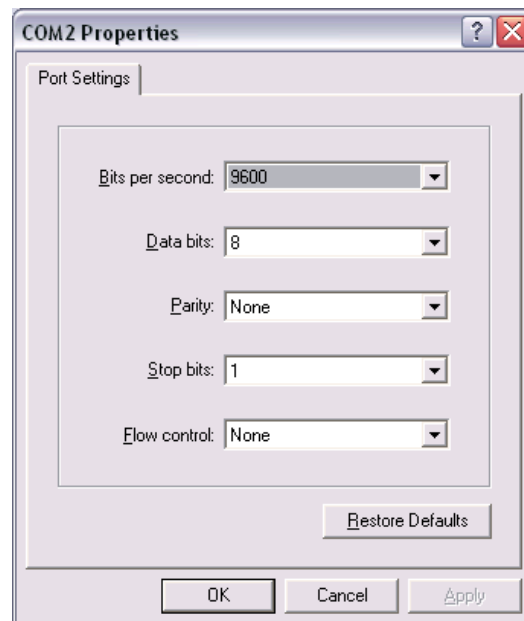 COM2 Properties
Port Settings
Bits per second: 9600
Data bits: 8
Parity: None
Stop bits: 1
Flow control: None
Restore Defaults
OK Cancel Apply